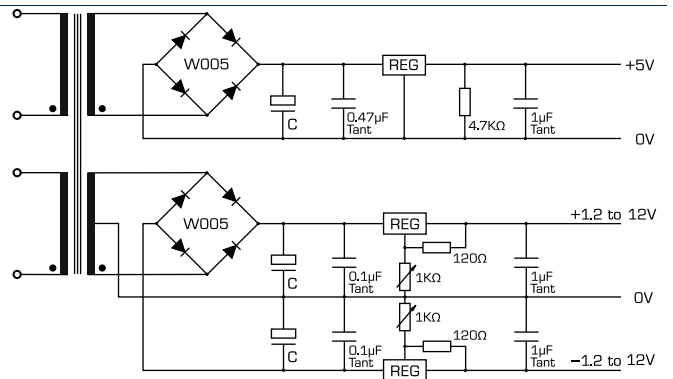 W005
REG
+5V
C
0.47µF
Tant
4.7KΩ
1µF
Tant
0V
W005
REG
+1.2 to 12V
120Ω
C
0.1µF
Tant
1KΩ
1µF
Tant
0V
1KΩ
120Ω
C
0.1µF
Tant
REG
1µF
Tant
−1.2 to 12V